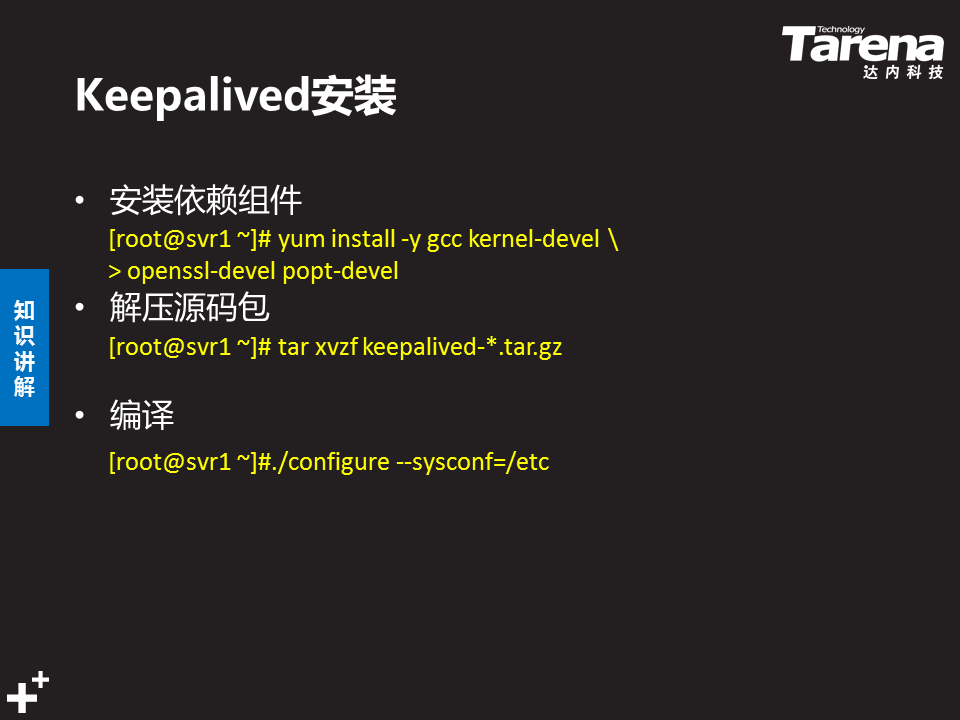 Technology
Tarena
达内科技
Keepalived安装
• 安装依赖组件
[root@svr1 ~]# yum install -y gcc kernel-devel \
> openssl-devel popt-devel
• 解压源码包
[root@svr1 ~]# tar xvzf keepalived-*.tar.gz
• 编译
[root@svr1 ~]#./configure --sysconf=/etc
知识讲解